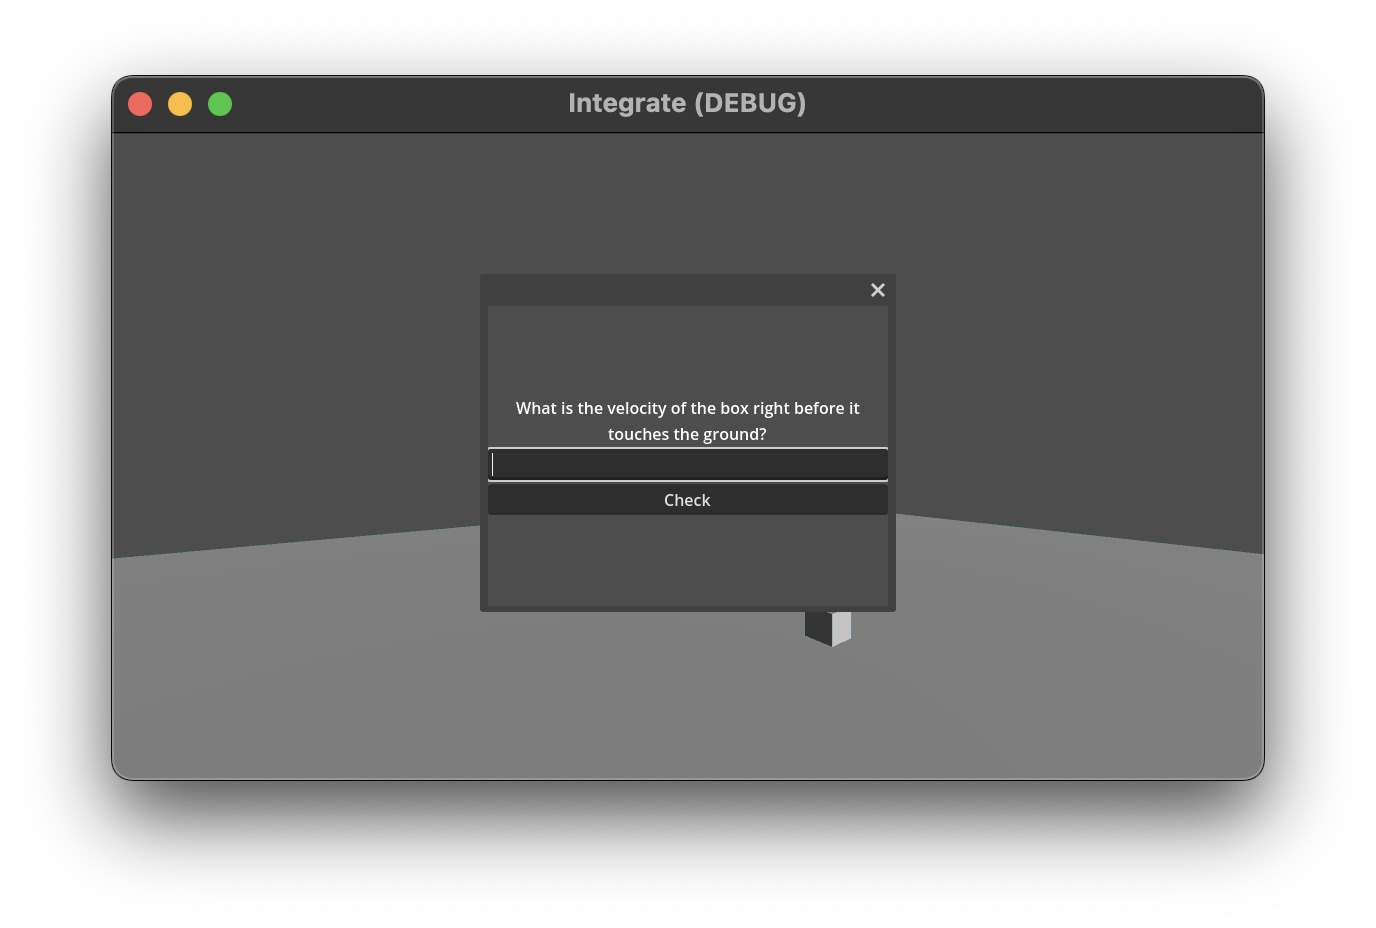 Integrate (DEBUG)
What is the velocity of the box right before it
touches the ground?
Check